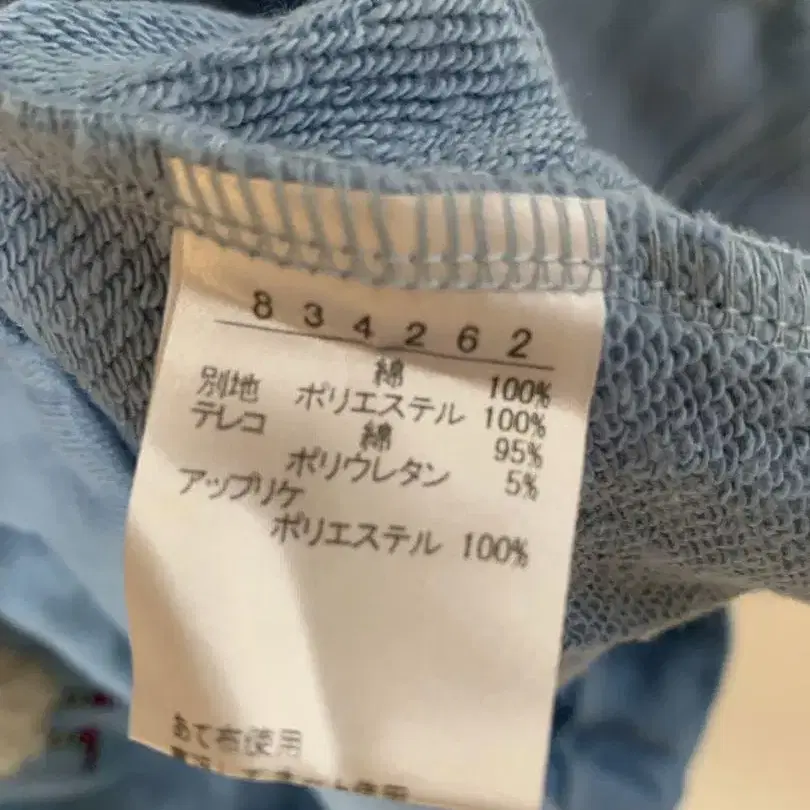 834262
綿 100%
別地 ポリエステル 100%
テレコ 綿 95%
ポリウレタン 5%
アップリケ
ポリエステル 100%
あて布使用